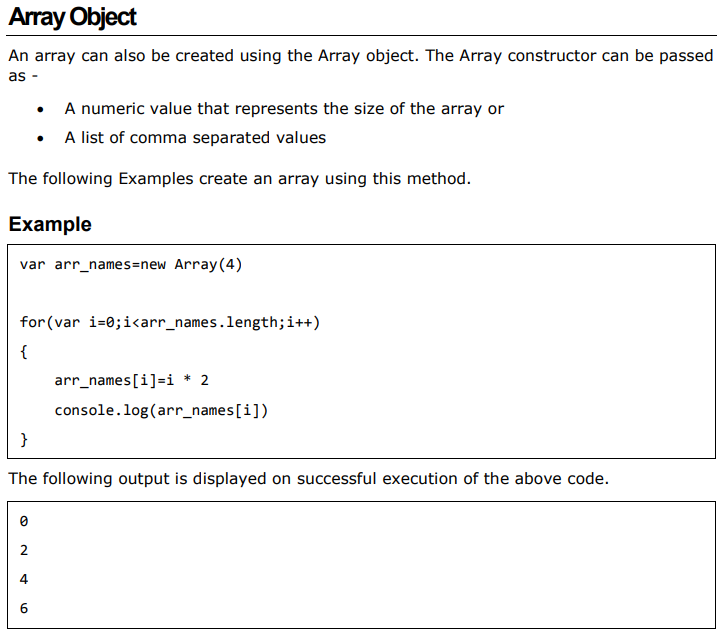 Array Object
An array can also be created using the Array object. The Array constructor can be passed
as -
• A numeric value that represents the size of the array or
• A list of comma separated values
The following Examples create an array using this method.
Example
var arr_names=new Array(4)
for(var i=0;i<arr_names.length;i++)
{
    arr_names[i]=i * 2
    console.log(arr_names[i])
}
The following output is displayed on successful execution of the above code.
0
2
4
6